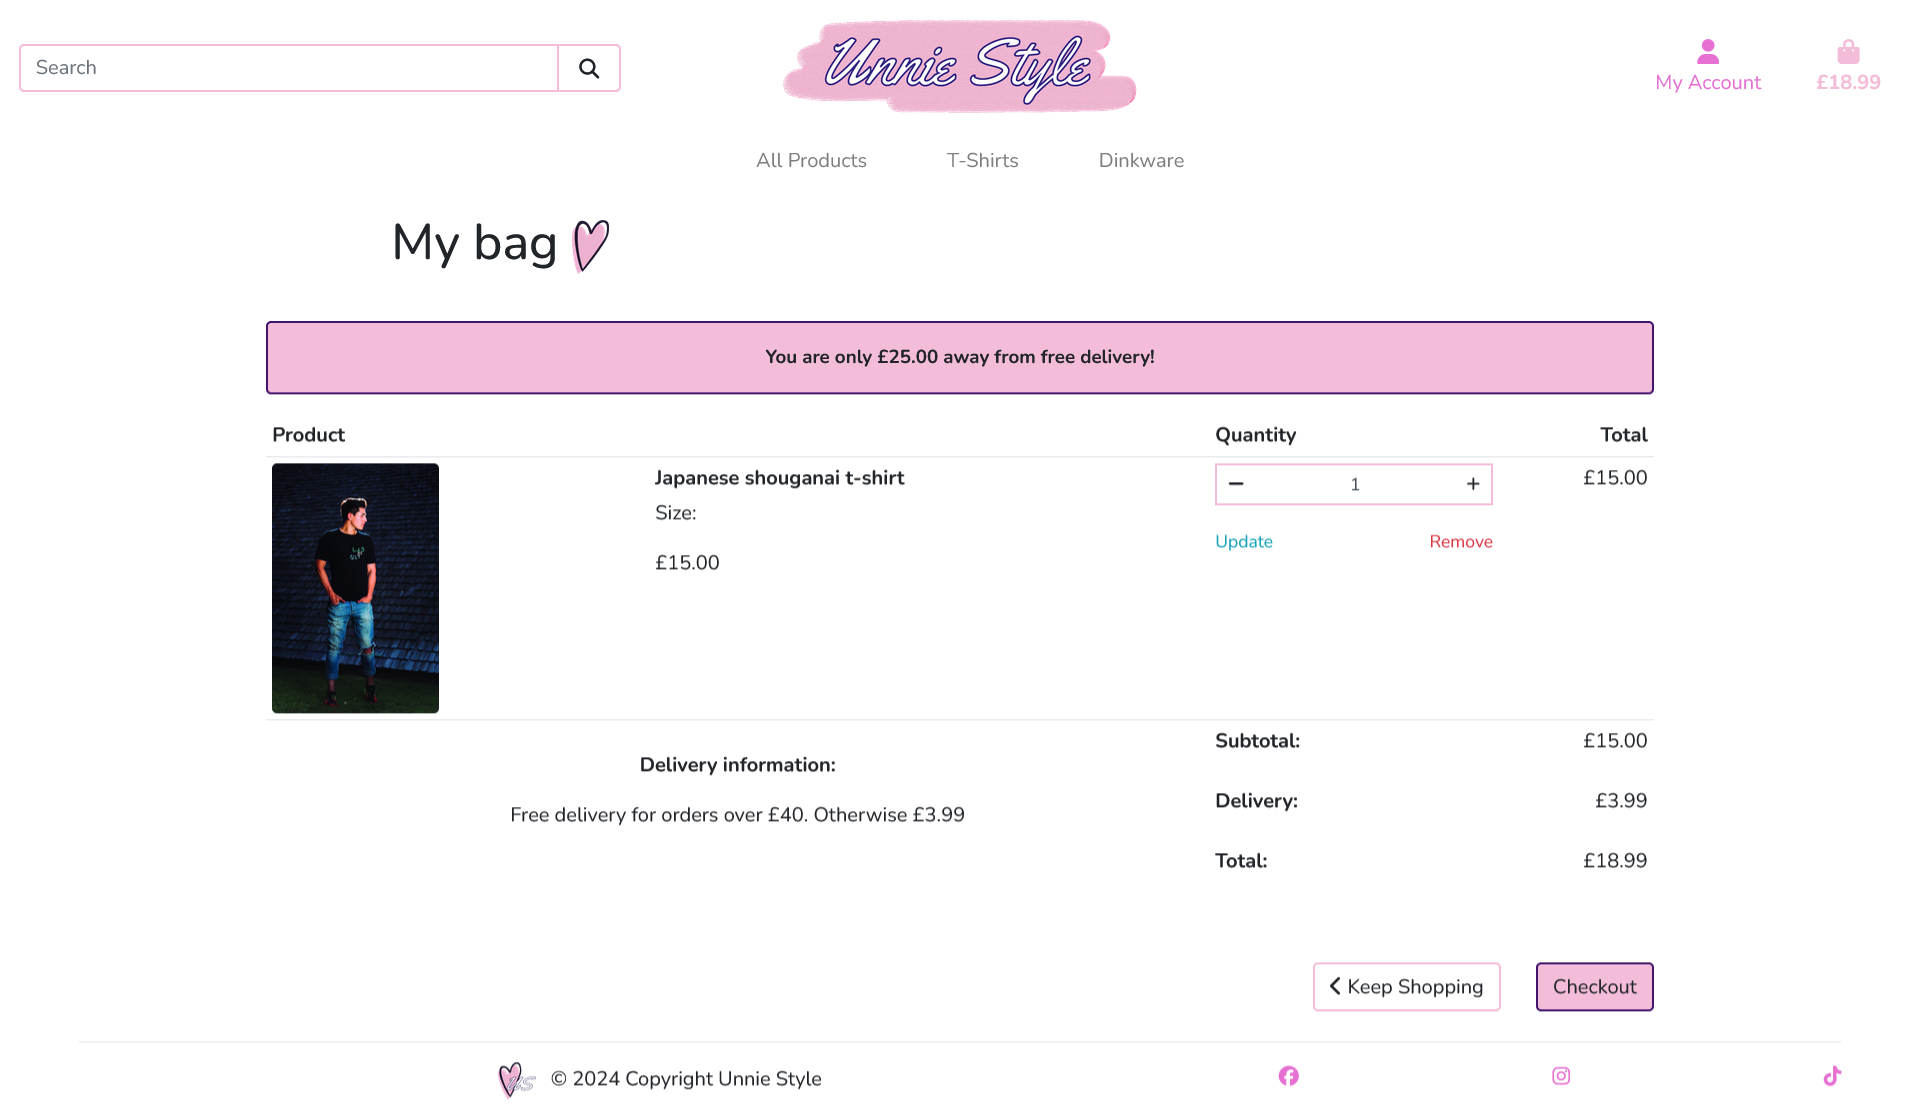 Search
Unnie Style
My Account
£18.99
All Products
T-Shirts
Dinkware
My bag
You are only £25.00 away from free delivery!
Product
Quantity
Total
Japanese shouganai t-shirt
Size:
£15.00
1
Update
Remove
£15.00
Delivery information:
Free delivery for orders over £40. Otherwise £3.99
Subtotal:
£15.00
Delivery:
£3.99
Total:
£18.99
Keep Shopping
Checkout
US
© 2024 Copyright Unnie Style